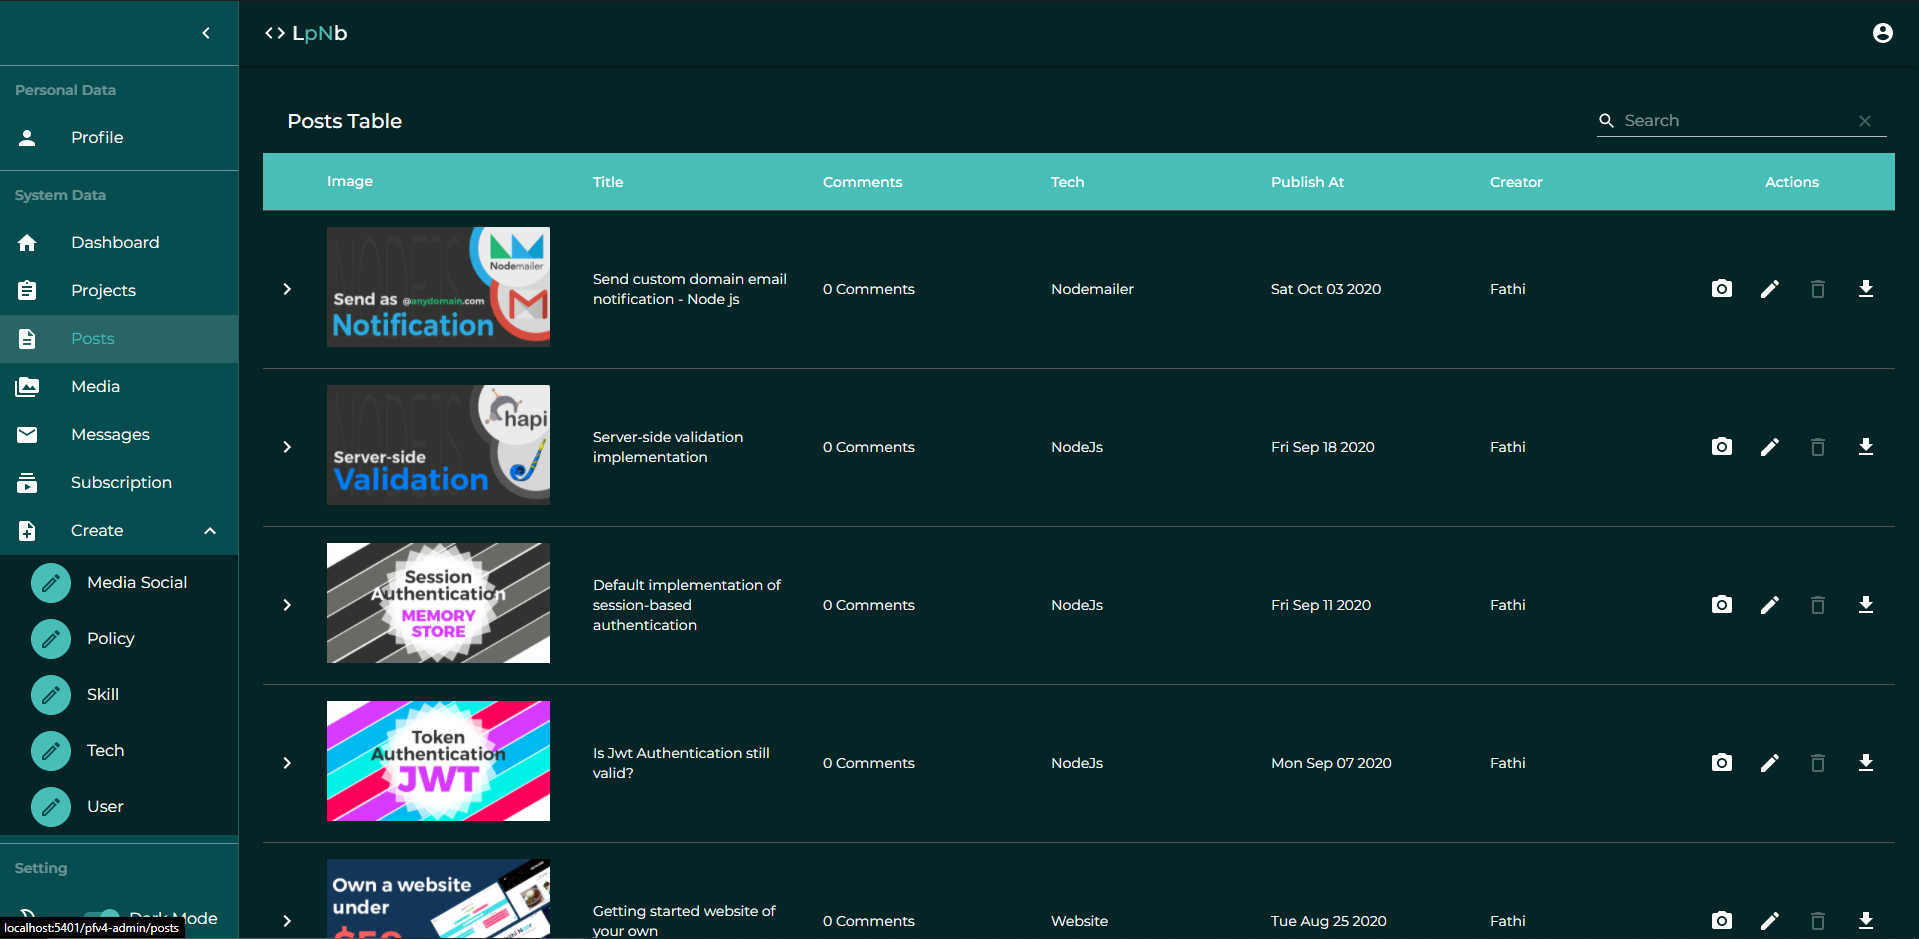 <> LpNb
Personal Data
Profile
System Data
Dashboard
Projects
Posts
Media
Messages
Subscription
Create
Media Social
Policy
Skill
Tech
User
Setting
Dark Mode
localhost:5401/pfv4-admin/posts
Posts Table
Search
Image Title Comments Tech Publish At Creator Actions
Nodemailer
Send as @anydomain.com
Notification
Send custom domain email
notification - Node js
0 Comments
Nodemailer
Sat Oct 03 2020
Fathi
hapi
Server-side
Validation
Server-side validation
implementation
0 Comments
NodeJs
Fri Sep 18 2020
Fathi
Session
Authentication
MEMORY
STORE
Default implementation of
session-based
authentication
0 Comments
NodeJs
Fri Sep 11 2020
Fathi
Token
Authentication
JWT
Is Jwt Authentication still
valid?
0 Comments
NodeJs
Mon Sep 07 2020
Fathi
Own a website
under
$50
Getting started website of
your own
0 Comments
Website
Tue Aug 25 2020
Fathi